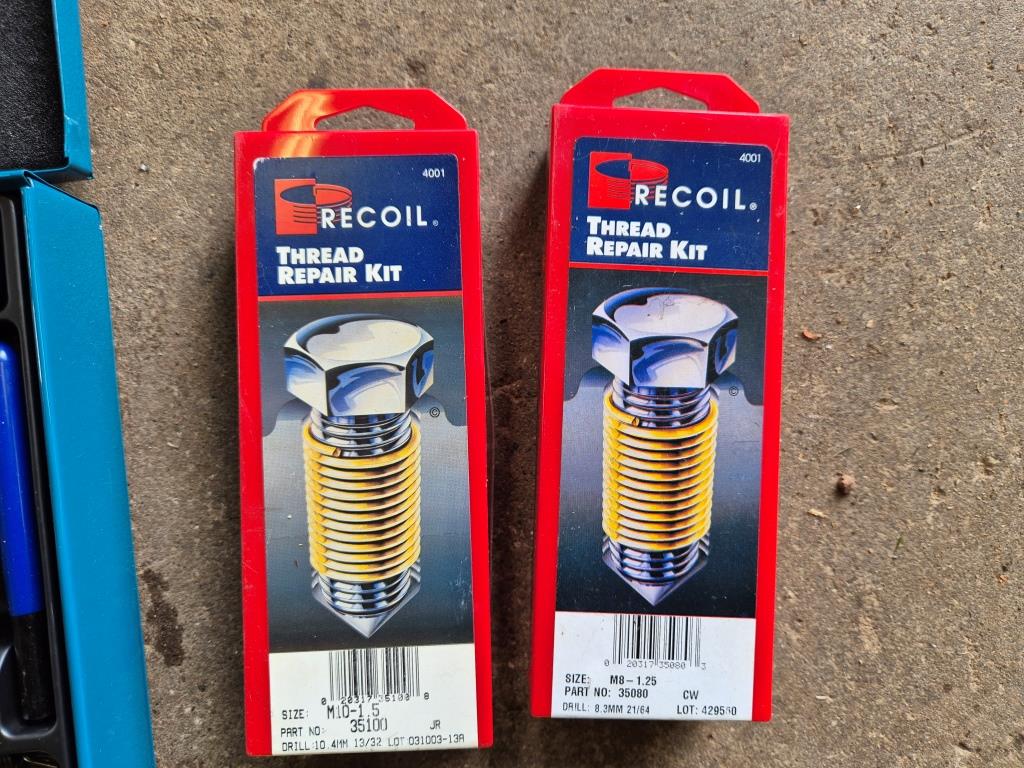 4001
RECOIL®
THREAD
REPAIR KIT
©
0 20317 35100 8
SIZE: M10-1.5
PART NO: 35100 JR
DRILL:10.4MM 13/32 LOT 031003-13A
4001
RECOIL®
THREAD
REPAIR KIT
©
0 20317 35080 3
SIZE: M8-1.25
PART NO: 35080 CW
DRILL: 8.3MM 21/64 LOT: